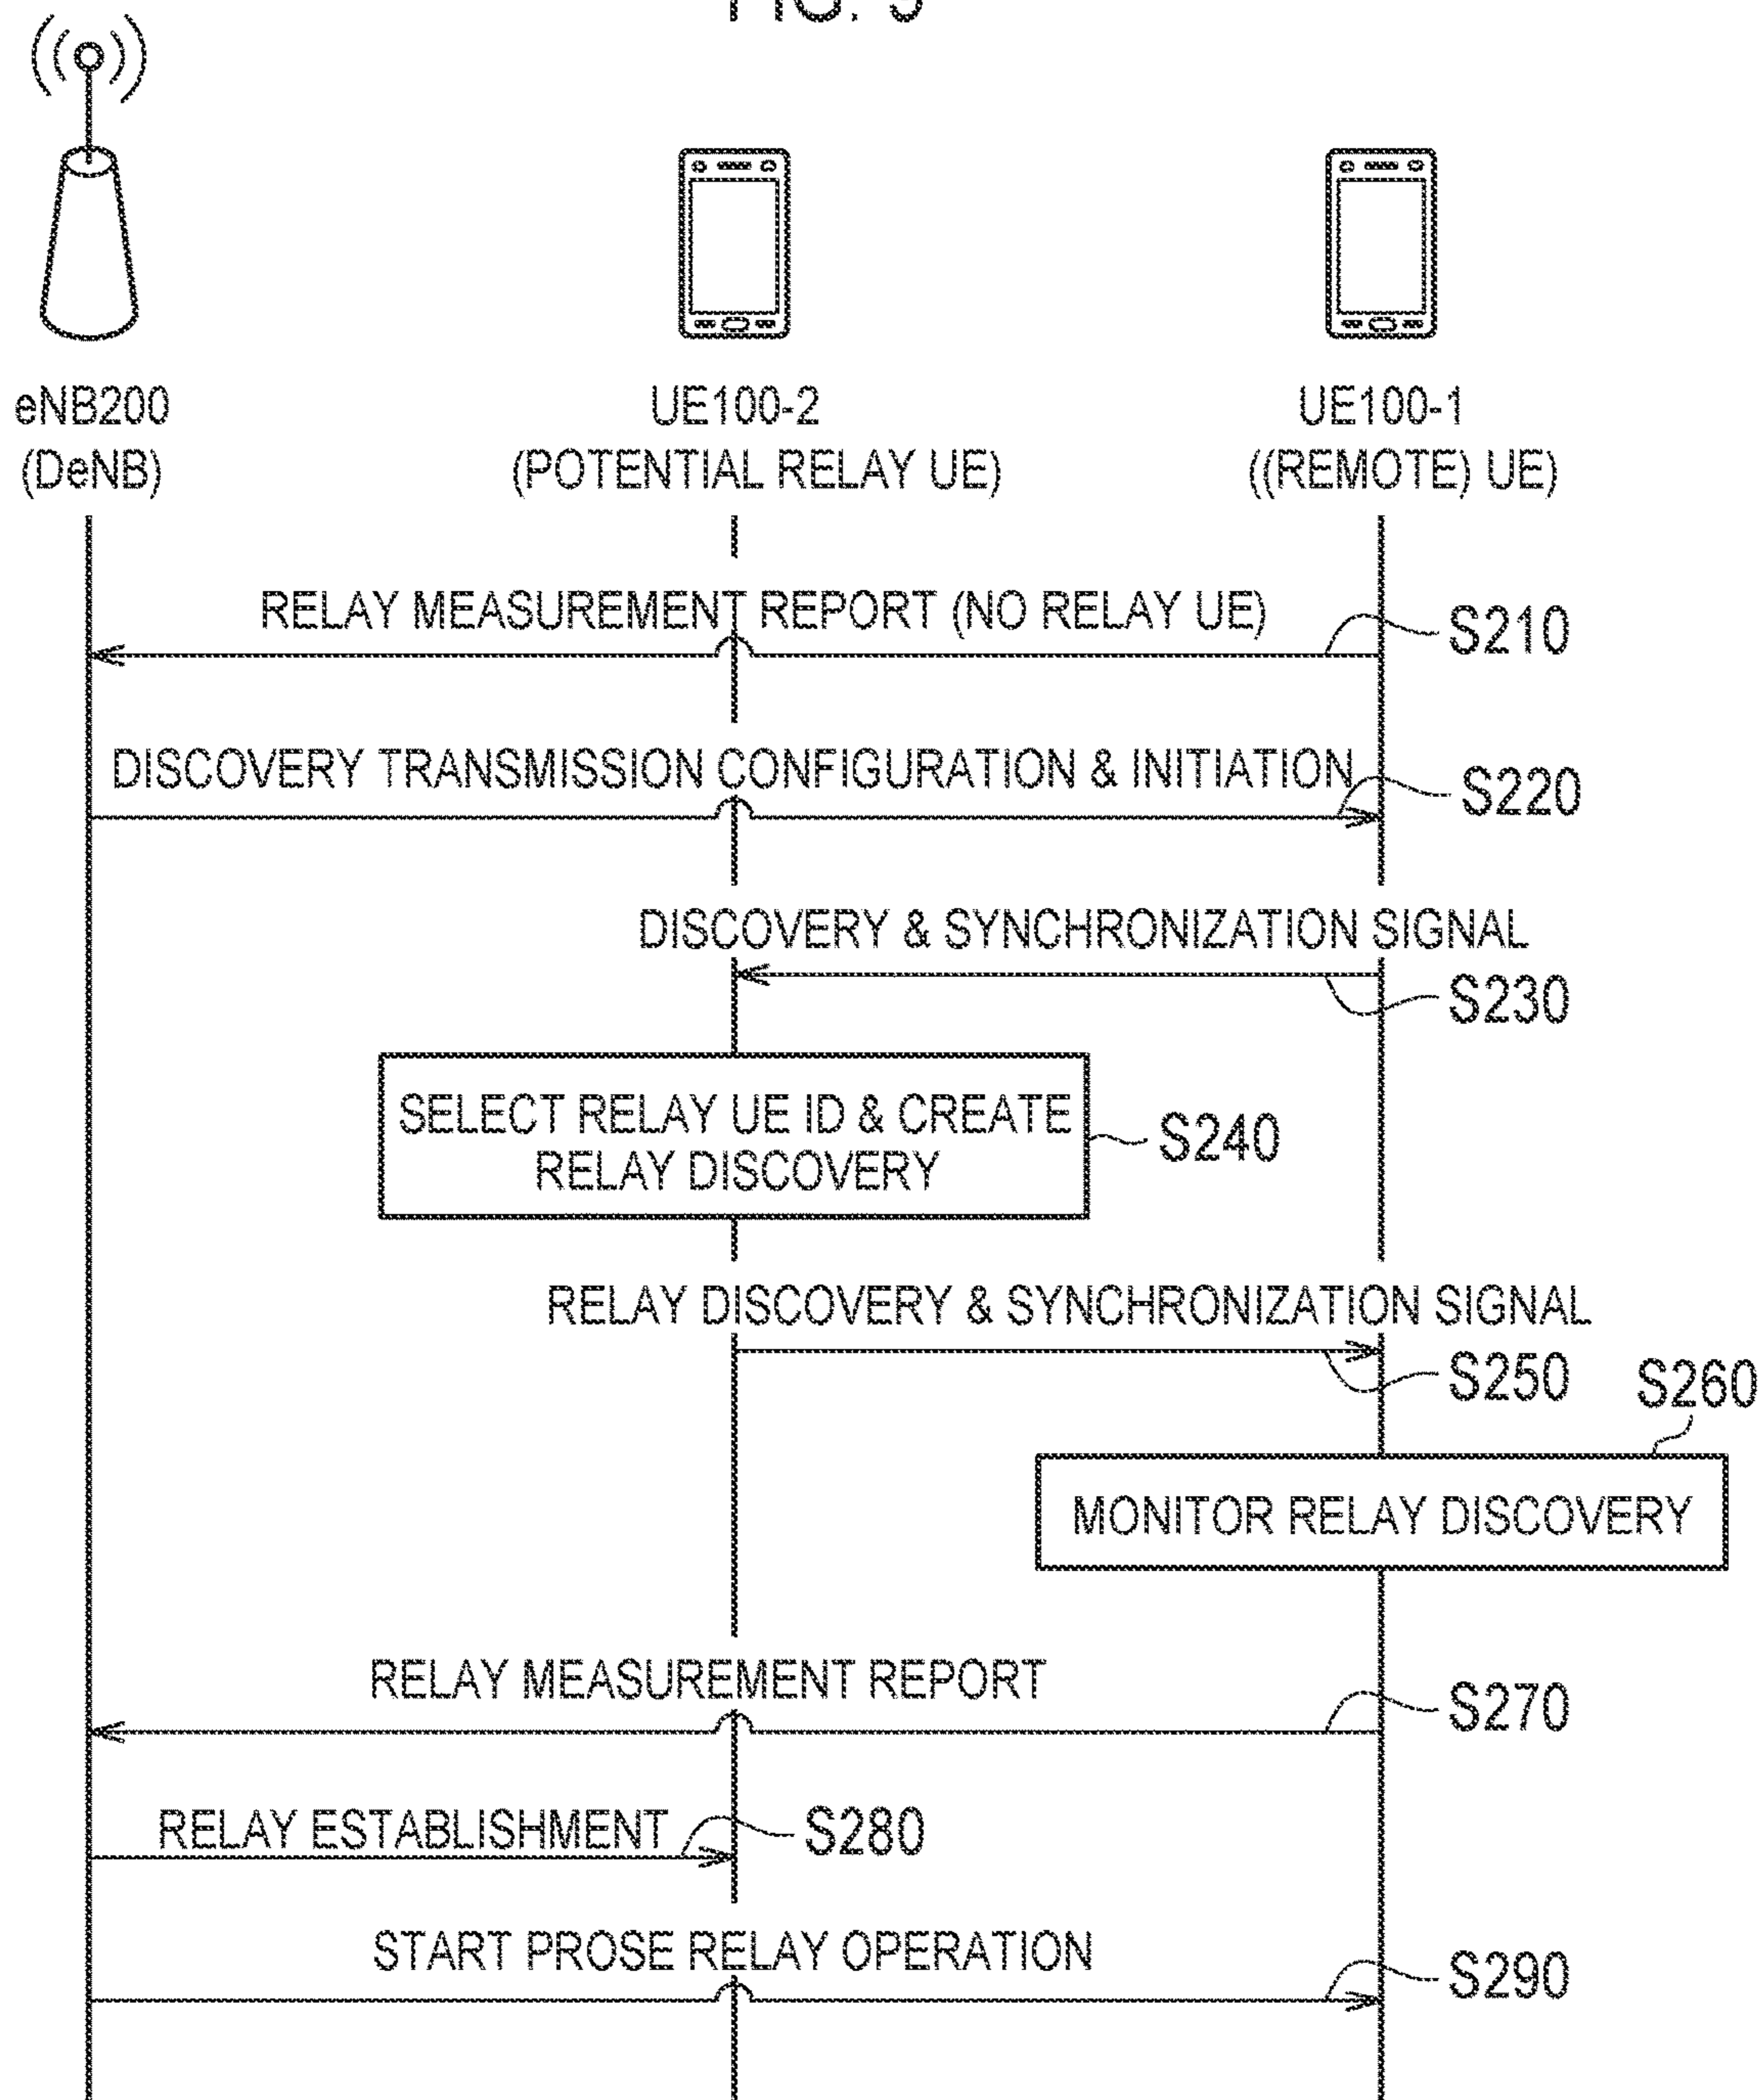 FIG. 9
eNB200
(DeNB)
UE100-2
(POTENTIAL RELAY UE)
UE100-1
((REMOTE) UE)
RELAY MEASUREMENT REPORT (NO RELAY UE)
S210
DISCOVERY TRANSMISSION CONFIGURATION & INITIATION
S220
DISCOVERY & SYNCHRONIZATION SIGNAL
S230
SELECT RELAY UE ID & CREATE
RELAY DISCOVERY
S240
RELAY DISCOVERY & SYNCHRONIZATION SIGNAL
S250
S260
MONITOR RELAY DISCOVERY
RELAY MEASUREMENT REPORT
S270
RELAY ESTABLISHMENT
S280
START PROSE RELAY OPERATION
S290